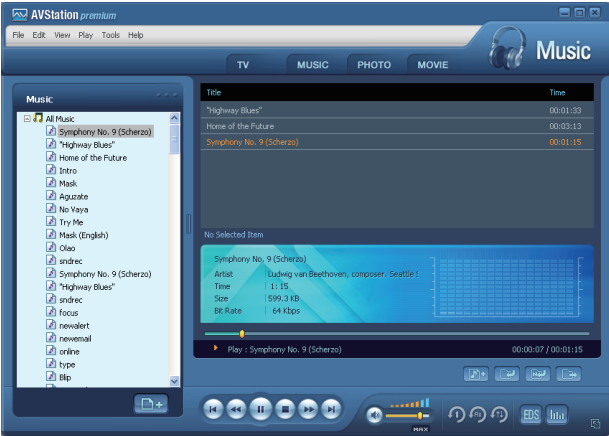 AVStation premium
File Edit View Play Tools Help
TV MUSIC PHOTO MOVIE
Music
Music
All Music
Symphony No. 9 (Scherzo)
"Highway Blues"
Home of the Future
Intro
Mask
Aguzate
No Vaya
Try Me
Mask (English)
Olao
sndrec
Symphony No. 9 (Scherzo)
"Highway Blues"
sndrec
focus
newalert
newemail
online
type
Blip
Title Time
"Highway Blues" 00:01:33
Home of the Future 00:03:13
Symphony No. 9 (Scherzo) 00:01:15
No Selected Item
Symphony No. 9 (Scherzo)
Artist Ludwig van Beethoven, composer. Seattle
Time 1: 15
Size 599.3 KB
Bit Rate 64 Kbps
Play : Symphony No. 9 (Scherzo) 00:00:07 / 00:01:15
MAX
EDS